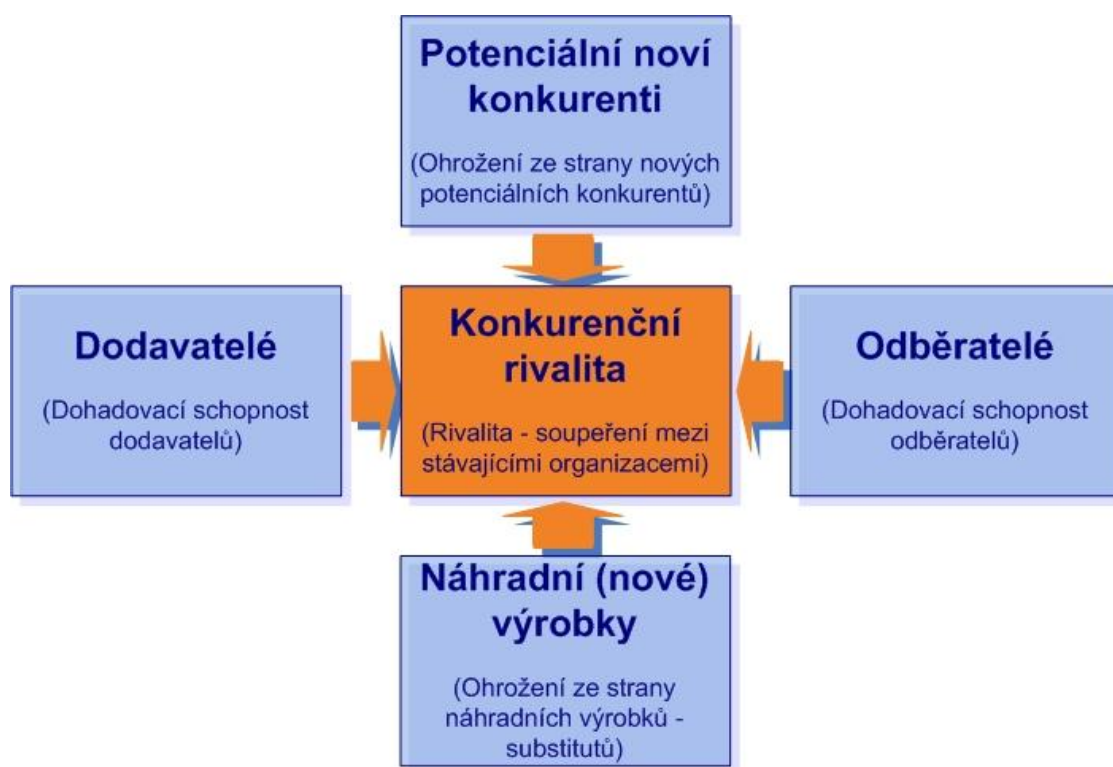 Potenciální noví
konkurenti
(Ohrožení ze strany nových
potenciálních konkurentů)
Dodavatelé
(Dohadovací schopnost
dodavatelů)
Konkurenční
rivalita
(Rivalita - soupeření mezi
stávajícími organizacemi)
Odběratelé
(Dohadovací schopnost
odběratelů)
Náhradní (nové)
výrobky
(Ohrožení ze strany
náhradních výrobků -
substitutů)